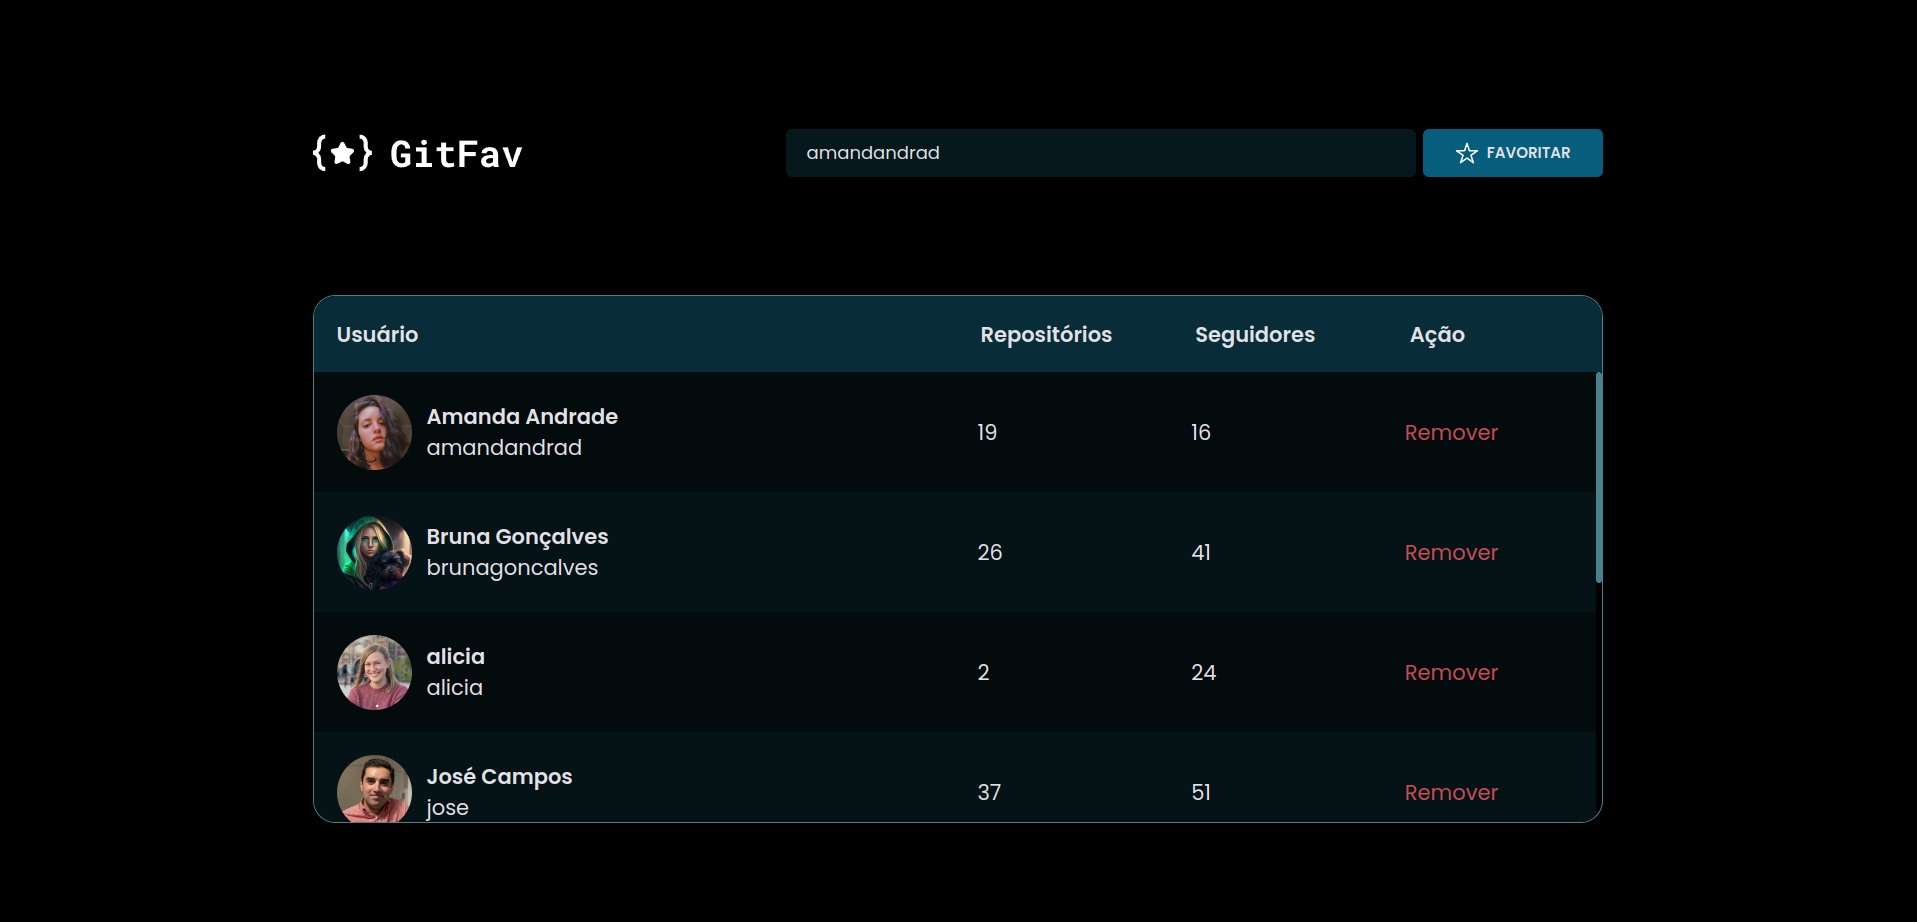 GitFav
amandandrad
FAVORITAR
Usuário Repositórios Seguidores Ação
Amanda Andrade
amandandrad
19 16 Remover
Bruna Gonçalves
brunagoncalves
26 41 Remover
alicia
alicia
2 24 Remover
José Campos
jose
37 51 Remover